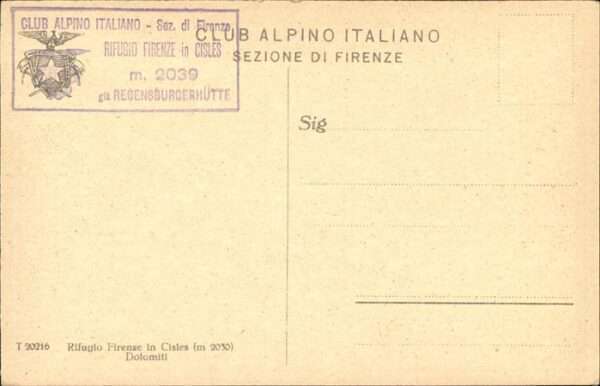 CLUB ALPINO ITALIANO - Sez. di Firenze
RIFUGIO FIRENZE in CISLES
m. 2039
già REGENSBURGERHÜTTE
CLUB ALPINO ITALIANO
SEZIONE DI FIRENZE
Sig
T 20216 Rifugio Firenze in Cisles (m 2030)
Dolomiti